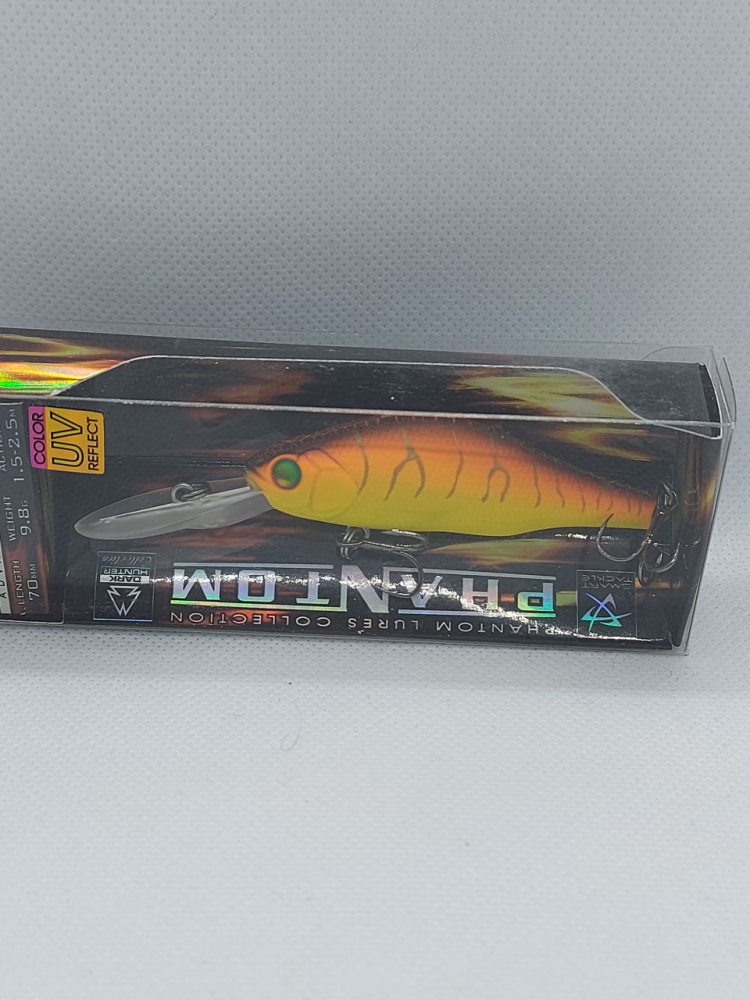 COLOR
UV
REFLECT
1.5-2.5M
WEIGHT
9.8G
LENGTH
70MM
DARK
HUNTER
Collection
PHANTOM
PHANTOM LURES COLLECTION
SMART
TACKLE